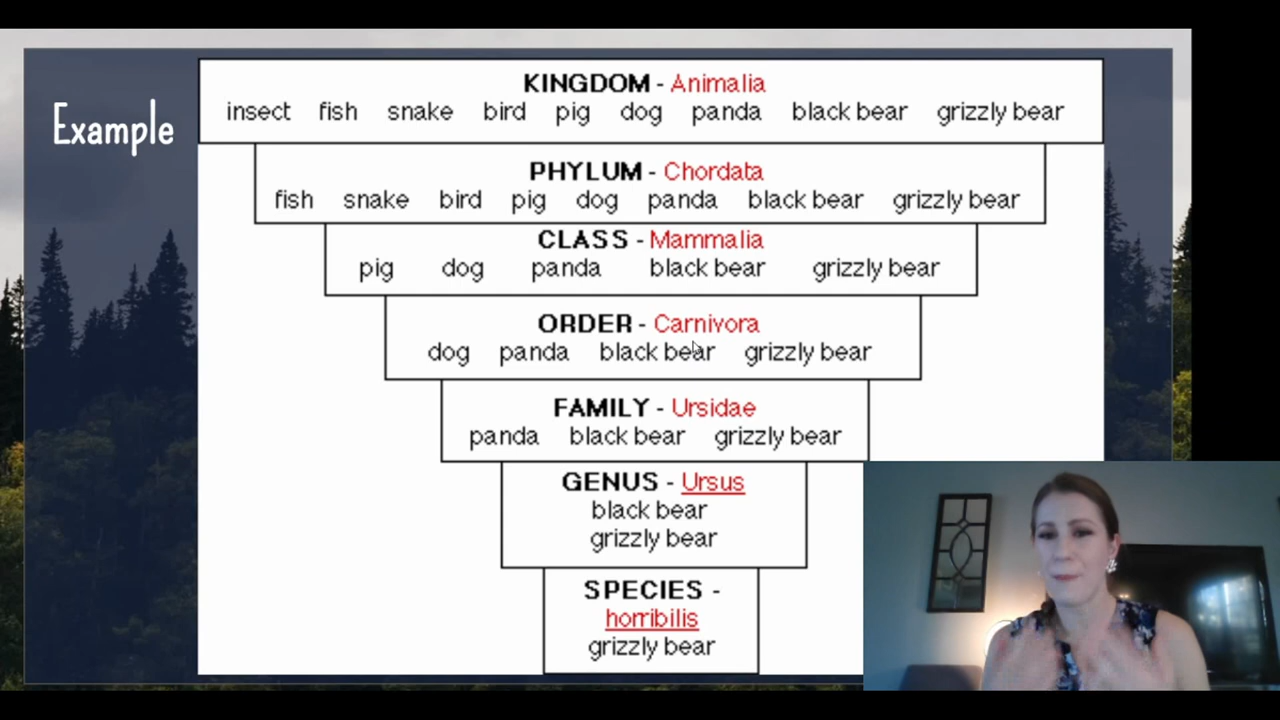 Example
KINGDOM - Animalia
insect fish snake bird pig dog panda black bear grizzly bear
PHYLUM - Chordata
fish snake bird pig dog panda black bear grizzly bear
CLASS - Mammalia
pig dog panda black bear grizzly bear
ORDER - Carnivora
dog panda black bear grizzly bear
FAMILY - Ursidae
panda black bear grizzly bear
GENUS - Ursus
black bear
grizzly bear
SPECIES -
horribilis
grizzly bear